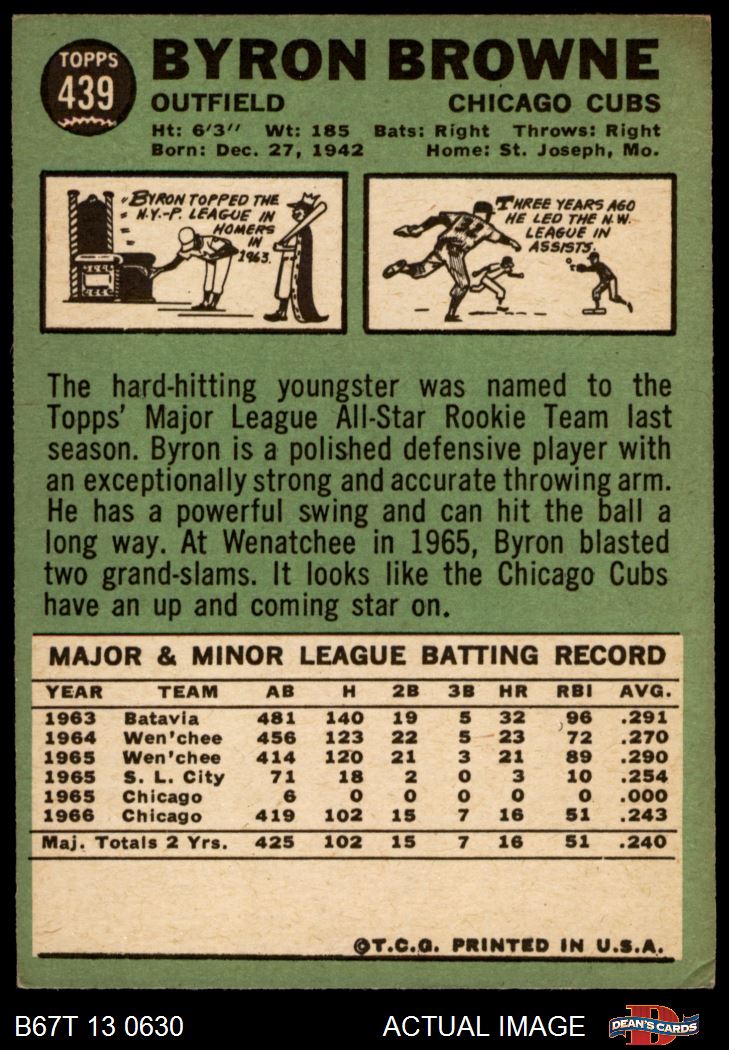 TOPPS
439
BYRON BROWNE
OUTFIELD CHICAGO CUBS
Ht: 6'3'' Wt: 185 Bats: Right Throws: Right
Born: Dec. 27, 1942 Home: St. Joseph, Mo.
BYRON TOPPED THE
N.Y.-P. LEAGUE IN
HOMERS
IN
1963.
THREE YEARS AGO
HE LED THE N.W.
LEAGUE IN
ASSISTS.
The hard-hitting youngster was named to the
Topps' Major League All-Star Rookie Team last
season. Byron is a polished defensive player with
an exceptionally strong and accurate throwing arm.
He has a powerful swing and can hit the ball a
long way. At Wenatchee in 1965, Byron blasted
two grand-slams. It looks like the Chicago Cubs
have an up and coming star on.
MAJOR & MINOR LEAGUE BATTING RECORD
YEAR TEAM AB H 2B 3B HR RBI AVG.
1963 Batavia 481 140 19 5 32 96 .291
1964 Wen'chee 456 123 22 5 23 72 .270
1965 Wen'chee 414 120 21 3 21 89 .290
1965 S. L. City 71 18 2 0 3 10 .254
1965 Chicago 6 0 0 0 0 0 .000
1966 Chicago 419 102 15 7 16 51 .243
Maj. Totals 2 Yrs. 425 102 15 7 16 51 .240
©T.C.G. PRINTED IN U.S.A.
B67T 13 0630 ACTUAL IMAGE DEAN'S CARDS